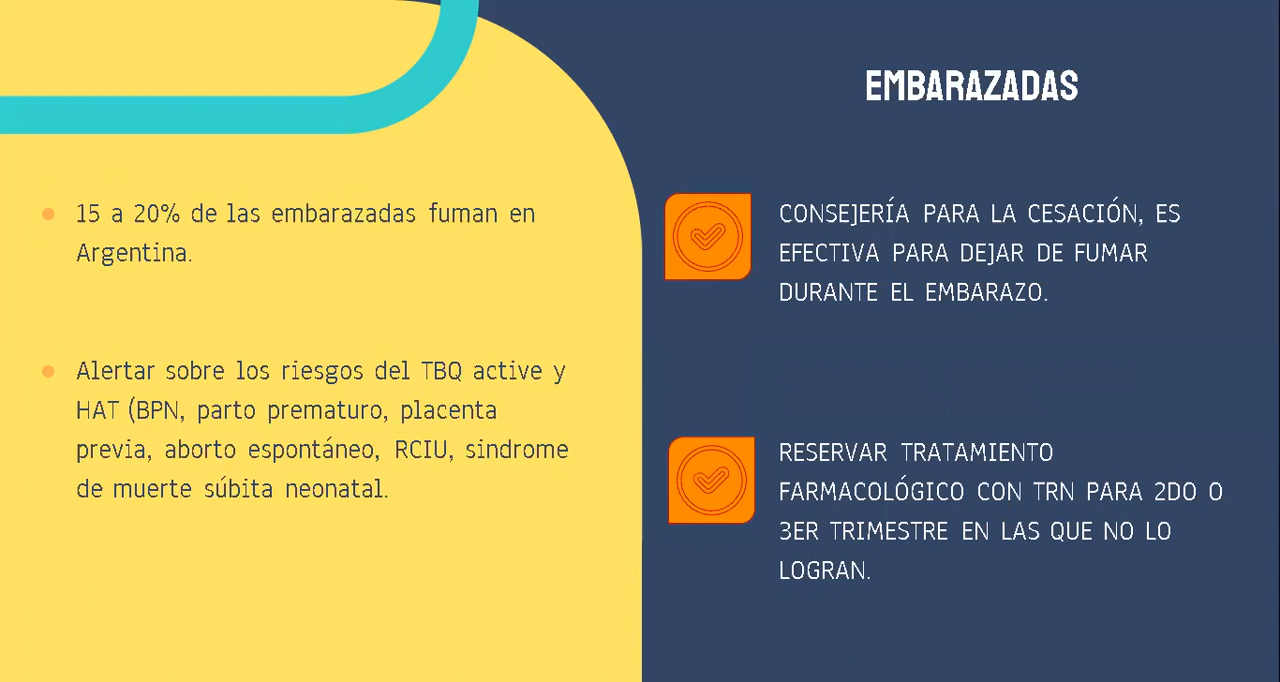 EMBARAZADAS
15 a 20% de las embarazadas fuman en
Argentina.
Alertar sobre los riesgos del TBQ active y
HAT (BPN, parto prematuro, placenta
previa, aborto espontáneo, RCIU, sindrome
de muerte súbita neonatal.
CONSEJERÍA PARA LA CESACIÓN, ES
EFECTIVA PARA DEJAR DE FUMAR
DURANTE EL EMBARAZO.
RESERVAR TRATAMIENTO
FARMACOLÓGICO CON TRN PARA 2DO O
3ER TRIMESTRE EN LAS QUE NO LO
LOGRAN.